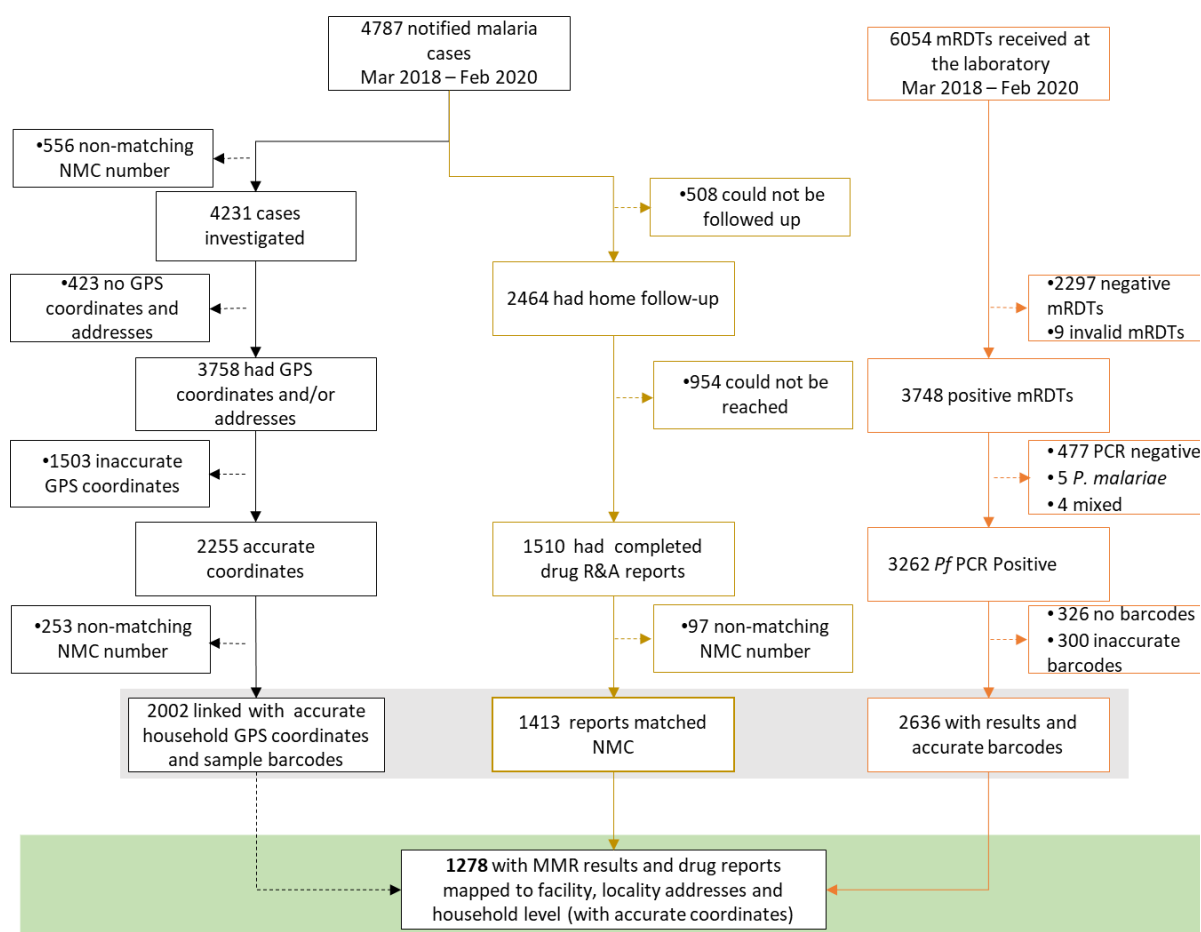 4787 notified malaria
cases
Mar 2018 – Feb 2020
6054 mRDTs received at
the laboratory
Mar 2018 – Feb 2020
•556 non-matching
NMC number
4231 cases
investigated
•508 could not be
followed up
•423 no GPS
coordinates and
addresses
2464 had home follow-up
•2297 negative
mRDTs
•9 invalid mRDTs
3758 had GPS
coordinates and/or
addresses
•954 could not be
reached
3748 positive mRDTs
•1503 inaccurate
GPS coordinates
•477 PCR negative
•5 P. malariae
•4 mixed
2255 accurate
coordinates
1510 had completed
drug R&A reports
3262 Pf PCR Positive
•253 non-matching
NMC number
•97 non-matching
NMC number
•326 no barcodes
•300 inaccurate
barcodes
2002 linked with accurate
household GPS coordinates
and sample barcodes
1413 reports matched
NMC
2636 with results and
accurate barcodes
1278 with MMR results and drug reports
mapped to facility, locality addresses and
household level (with accurate coordinates)